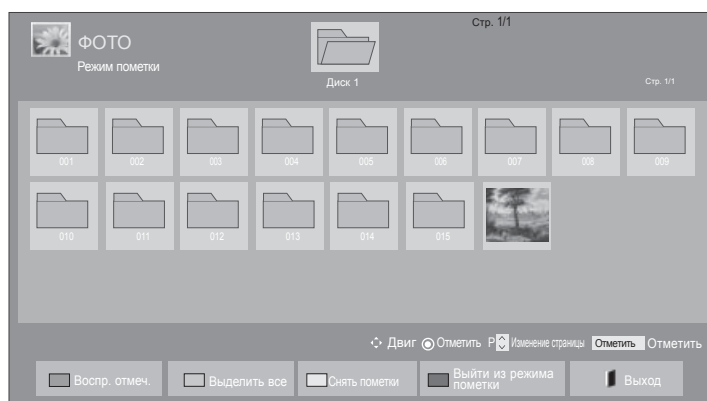 Стр. 1/1
ФОТО
Режим пометки
Диск 1
Стр. 1/1
001 002 003 004 005 006 007 008 009
010 011 012 013 014 015
Двиг Отметить P Изменение страницы Отметить Отметить
Воспр. отмеч. Выделить все Снять пометки Выйти из режима
пометки Выход